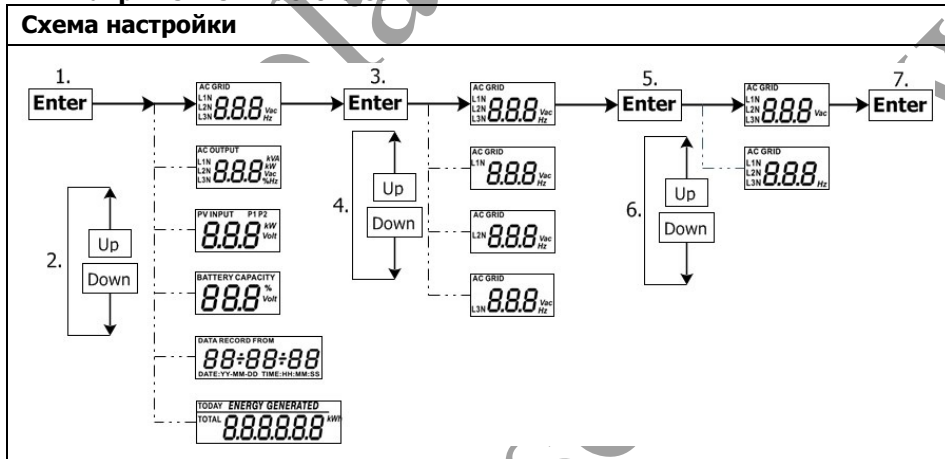 Схема настройки
1. 3. 5. 7.
Enter Enter Enter Enter
AC GRID
L1N
L2N
L3N
8.8.8 Vac
Hz
AC GRID
L1N
L2N
L3N
8.8.8 Vac
Hz
AC GRID
L1N
L2N
L3N
8.8.8 Vac
AC OUTPUT
L1N
L2N
L3N
8.8.8 kVA
kW
Vac
%Hz
AC GRID
L1N
8.8.8 Vac
Hz
AC GRID
L1N
L2N
L3N
8.8.8 Hz
2.
Up
Down
4.
Up
Down
6.
Up
Down
PV INPUT P1P2
8.8.8 kW
Volt
AC GRID
L2N 8.8.8 Vac
Hz
BATTERY CAPACITY
88.8 %
Volt
AC GRID
L3N 8.8.8 Vac
Hz
DATA RECORD FROM
88:88:88
DATE:YY-MM-DD TIME:HH:MM:SS
TODAY ENERGY GENERATED
TOTAL 8.8.8.8.8.8 kWh